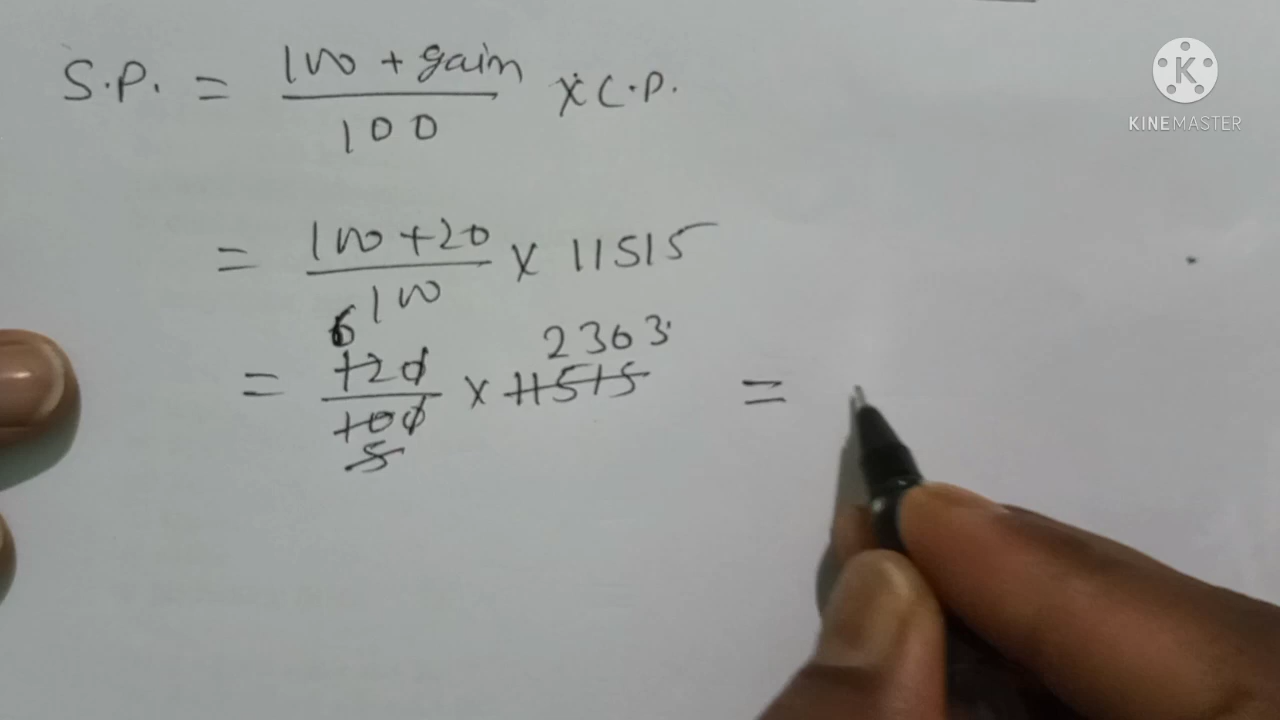 S.P. = 100 + gain / 100 × C.P.
K
KINEMASTER
= 100 + 20 / 100 × 11515
6 2303
= 120 / 100 × 11515 =
5